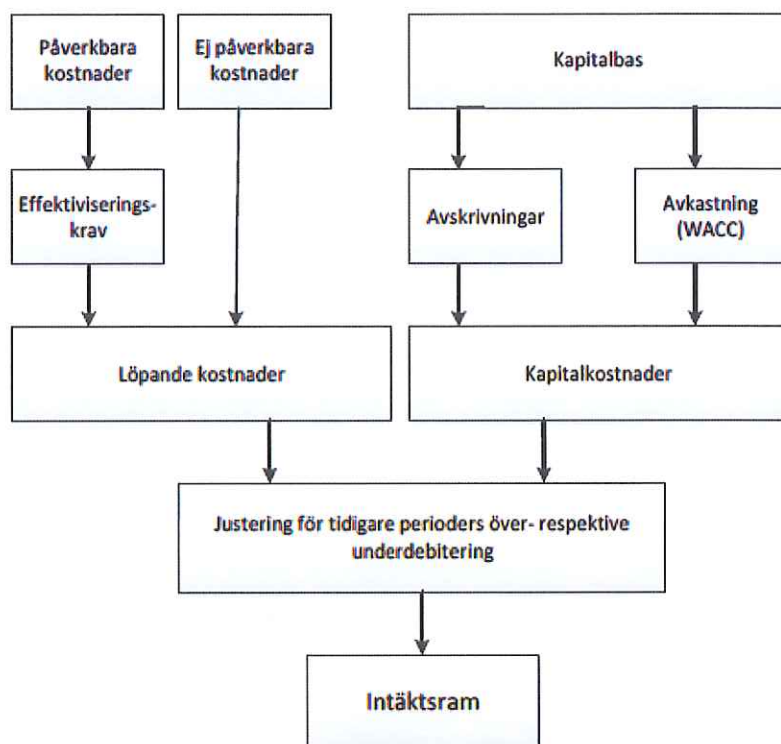 Påverkbara
kostnader
Ej påverkbara
kostnader
Kapitalbas
Effektiviserings-
krav
Avskrivningar
Avkastning
(WACC)
Löpande kostnader
Kapitalkostnader
Justering för tidigare perioders över- respektive
underdebitering
Intäktsram